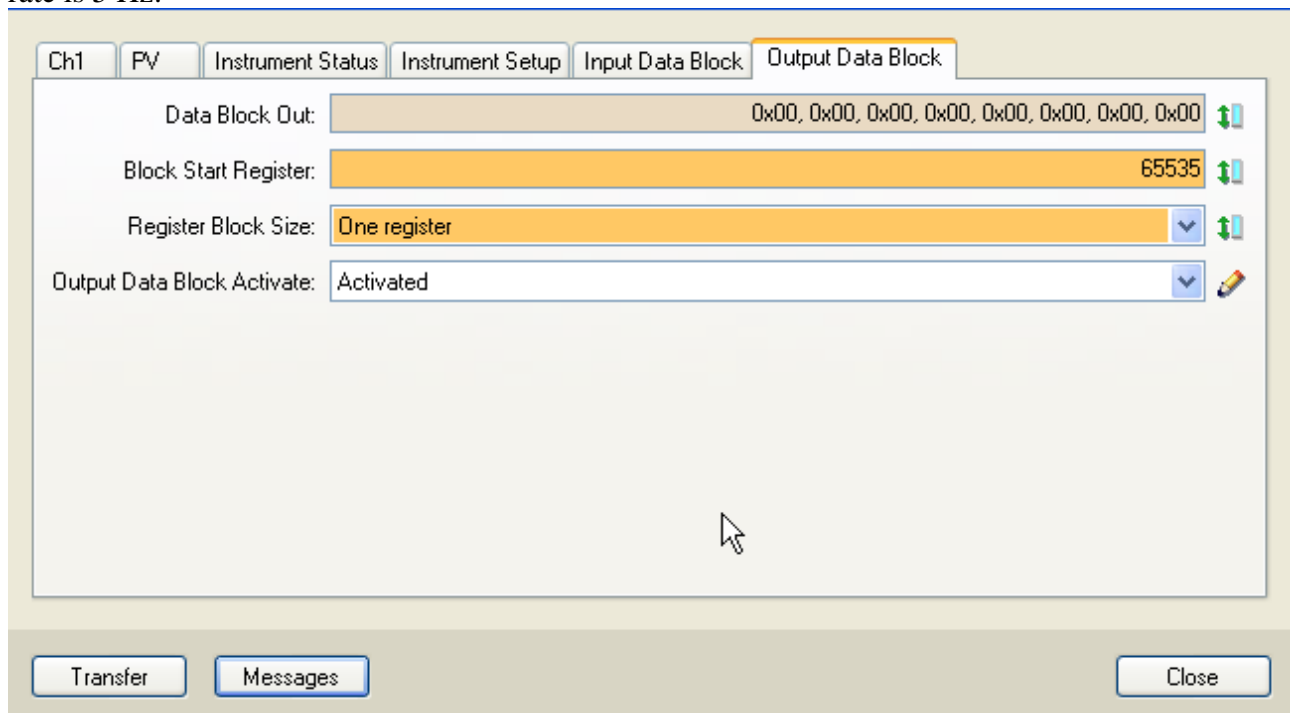 Ch1 PV Instrument Status Instrument Setup Input Data Block Output Data Block
Data Block Out: 0x00, 0x00, 0x00, 0x00, 0x00, 0x00, 0x00, 0x00
Block Start Register: 65535
Register Block Size: One register
Output Data Block Activate: Activated
Transfer Messages Close